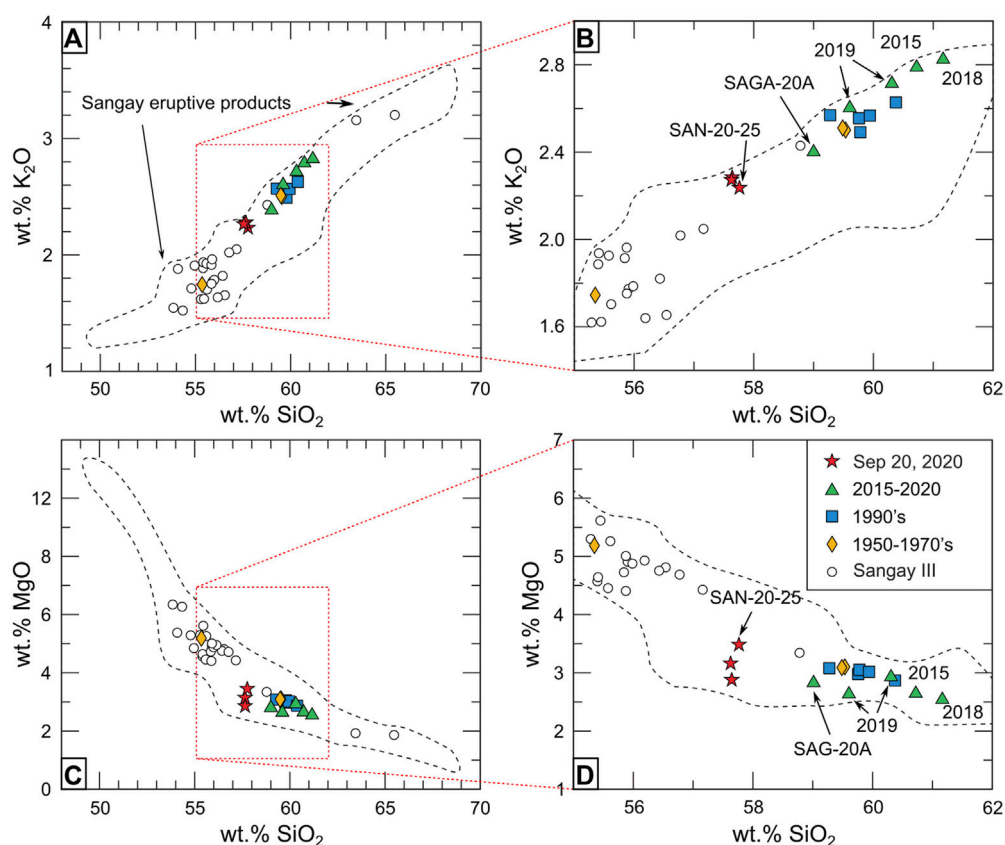 A
Sangay eruptive products
wt.% K2O
4
3
2
1
50
55
60
65
70
wt.% SiO2
B
2015
2019
2018
SAGA-20A
SAN-20-25
wt.% K2O
2.8
2.4
2.0
1.6
56
58
60
62
wt.% SiO2
C
wt.% MgO
12
8
6
4
2
0
50
55
60
65
70
wt.% SiO2
D
Sep 20, 2020
2015-2020
1990's
1950-1970's
Sangay III
SAN-20-25
2015
2019
2018
SAG-20A
wt.% MgO
7
6
5
4
3
2
1
56
58
60
62
wt.% SiO2